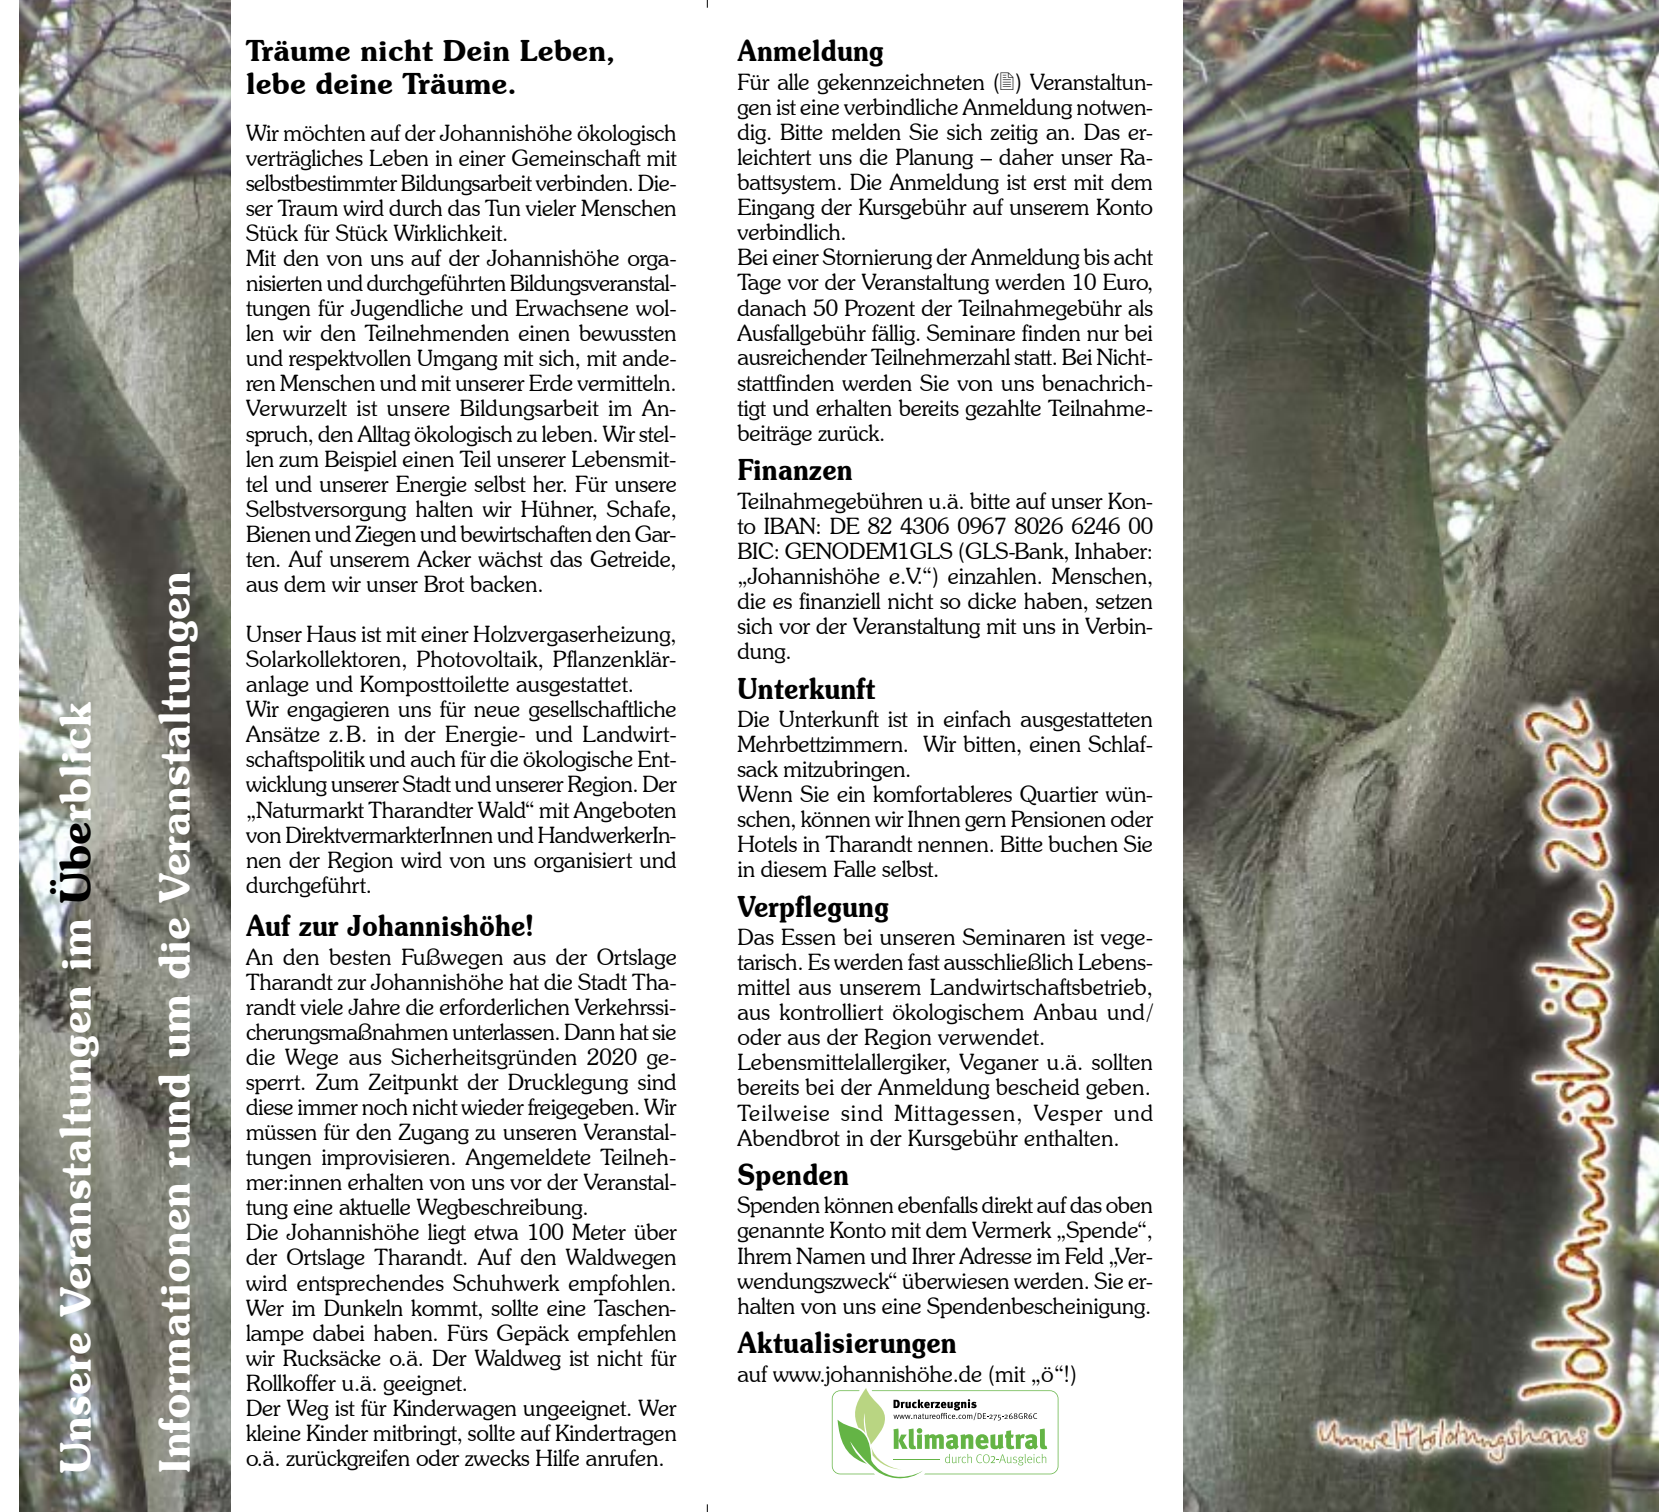 Unsere Veranstaltungen im Überblick
Informationen rund um die Veranstaltungen
Träume nicht Dein Leben,
lebe deine Träume.
Wir möchten auf der Johannishöhe ökologisch
verträgliches Leben in einer Gemeinschaft mit
selbstbestimmter Bildungsarbeit verbinden. Die-
ser Traum wird durch das Tun vieler Menschen
Stück für Stück Wirklichkeit.
Mit den von uns auf der Johannishöhe orga-
nisierten und durchgeführten Bildungsveranstal-
tungen für Jugendliche und Erwachsene wol-
len wir den Teilnehmenden einen bewussten
und respektvollen Umgang mit sich, mit ande-
ren Menschen und mit unserer Erde vermitteln.
Verwurzelt ist unsere Bildungsarbeit im An-
spruch, den Alltag ökologisch zu leben. Wir stel-
len zum Beispiel einen Teil unserer Lebensmit-
tel und unserer Energie selbst her. Für unsere
Selbstversorgung halten wir Hühner, Schafe,
Bienen und Ziegen und bewirtschaften den Gar-
ten. Auf unserem Acker wächst das Getreide,
aus dem wir unser Brot backen.
Unser Haus ist mit einer Holzvergaserheizung,
Solarkollektoren, Photovoltaik, Pflanzenklär-
anlage und Komposttoilette ausgestattet.
Wir engagieren uns für neue gesellschaftliche
Ansätze z.B. in der Energie- und Landwirt-
schaftspolitik und auch für die ökologische Ent-
wicklung unserer Stadt und unserer Region. Der
„Naturmarkt Tharandter Wald“ mit Angeboten
von DirektvermarkterInnen und HandwerkerIn-
nen der Region wird von uns organisiert und
durchgeführt.
Auf zur Johannishöhe!
An den besten Fußwegen aus der Ortslage
Tharandt zur Johannishöhe hat die Stadt Tha-
randt viele Jahre die erforderlichen Verkehrssi-
cherungsmaßnahmen unterlassen. Dann hat sie
die Wege aus Sicherheitsgründen 2020 ge-
sperrt. Zum Zeitpunkt der Drucklegung sind
diese immer noch nicht wieder freigegeben. Wir
müssen für den Zugang zu unseren Veranstal-
tungen improvisieren. Angemeldete Teilneh-
mer:innen erhalten von uns vor der Veranstal-
tung eine aktuelle Wegbeschreibung.
Die Johannishöhe liegt etwa 100 Meter über
der Ortslage Tharandt. Auf den Waldwegen
wird entsprechendes Schuhwerk empfohlen.
Wer im Dunkeln kommt, sollte eine Taschen-
lampe dabei haben. Fürs Gepäck empfehlen
wir Rucksäcke o.ä. Der Waldweg ist nicht für
Rollkoffer u.ä. geeignet.
Der Weg ist für Kinderwagen ungeeignet. Wer
kleine Kinder mitbringt, sollte auf Kindertragen
o.ä. zurückgreifen oder zwecks Hilfe anrufen.
Anmeldung
Für alle gekennzeichneten (🗎) Veranstaltun-
gen ist eine verbindliche Anmeldung notwen-
dig. Bitte melden Sie sich zeitig an. Das er-
leichtert uns die Planung – daher unser Ra-
battsystem. Die Anmeldung ist erst mit dem
Eingang der Kursgebühr auf unserem Konto
verbindlich.
Bei einer Stornierung der Anmeldung bis acht
Tage vor der Veranstaltung werden 10 Euro,
danach 50 Prozent der Teilnahmegebühr als
Ausfallgebühr fällig. Seminare finden nur bei
ausreichender Teilnehmerzahl statt. Bei Nicht-
stattfinden werden Sie von uns benachrich-
tigt und erhalten bereits gezahlte Teilnahme-
beiträge zurück.
Finanzen
Teilnahmegebühren u.ä. bitte auf unser Kon-
to IBAN: DE 82 4306 0967 8026 6246 00
BIC: GENODEM1GLS (GLS-Bank, Inhaber:
„Johannishöhe e.V.“) einzahlen. Menschen,
die es finanziell nicht so dicke haben, setzen
sich vor der Veranstaltung mit uns in Verbin-
dung.
Unterkunft
Die Unterkunft ist in einfach ausgestatteten
Mehrbettzimmern. Wir bitten, einen Schlaf-
sack mitzubringen.
Wenn Sie ein komfortableres Quartier wün-
schen, können wir Ihnen gern Pensionen oder
Hotels in Tharandt nennen. Bitte buchen Sie
in diesem Falle selbst.
Verpflegung
Das Essen bei unseren Seminaren ist vege-
tarisch. Es werden fast ausschließlich Lebens-
mittel aus unserem Landwirtschaftsbetrieb,
aus kontrolliert ökologischem Anbau und/
oder aus der Region verwendet.
Lebensmittelallergiker, Veganer u.ä. sollten
bereits bei der Anmeldung bescheid geben.
Teilweise sind Mittagessen, Vesper und
Abendbrot in der Kursgebühr enthalten.
Spenden
Spenden können ebenfalls direkt auf das oben
genannte Konto mit dem Vermerk „Spende“,
Ihrem Namen und Ihrer Adresse im Feld „Ver-
wendungszweck“ überwiesen werden. Sie er-
halten von uns eine Spendenbescheinigung.
Aktualisierungen
auf www.johannishöhe.de (mit „ö“!)
Druckerzeugnis
www.natureoffice.com/DE-275-268GR6C
klimaneutral
durch CO2-Ausgleich
Johannishöhe 2022
Umweltbildungshaus